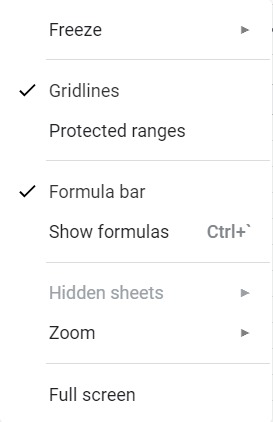 Freeze
Gridlines
Protected ranges
Formula bar
Show formulas Ctrl+`
Hidden sheets
Zoom
Full screen